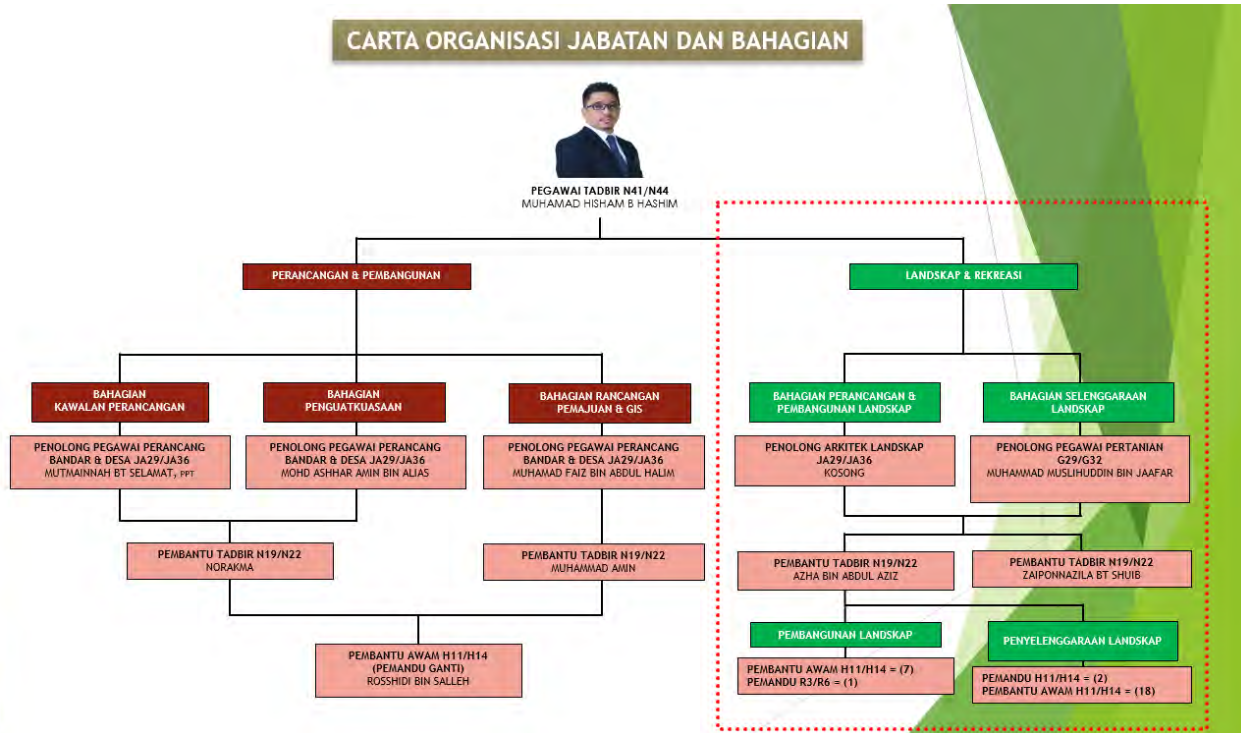 CARTA ORGANISASI JABATAN DAN BAHAGIAN
PEGAWAI TADBIR N41/N44
MUHAMAD HISHAM B HASHIM
PERANCANGAN & PEMBANGUNAN
LANDSKAP & REKREASI
BAHAGIAN
KAWALAN PERANCANGAN
BAHAGIAN
PENGUATKUASAAN
BAHAGIAN RANCANGAN
PEMAJUAN & GIS
BAHAGIAN PERANCANGAN &
PEMBANGUNAN LANDSKAP
BAHAGIAN SELENGGARAAN
LANDSKAP
PENOLONG PEGAWAI PERANCANG
BANDAR & DESA JA29/JA36
MUTMAINNAH BT SELAMAT, PPT
PENOLONG PEGAWAI PERANCANG
BANDAR & DESA JA29/JA36
MOHD ASHHAR AMIN BIN ALIAS
PENOLONG PEGAWAI PERANCANG
BANDAR & DESA JA29/JA36
MUHAMAD FAIZ BIN ABDUL HALIM
PENOLONG ARKITEK LANDSKAP
JA29/JA36
KOSONG
PENOLONG PEGAWAI PERTANIAN
G29/G32
MUHAMMAD MUSLIHUDDIN BIN JAAFAR
PEMBANTU TADBIR N19/N22
NORAKMA
PEMBANTU TADBIR N19/N22
MUHAMMAD AMIN
PEMBANTU TADBIR N19/N22
AZHA BIN ABDUL AZIZ
PEMBANTU TADBIR N19/N22
ZAIPONNAZILA BT SHUIB
PEMBANTU AWAM H11/H14
(PEMANDU GANTI)
ROSSHIDI BIN SALLEH
PEMBANGUNAN LANDSKAP
PENYELENGGARAAN LANDSKAP
PEMBANTU AWAM H11/H14 = (7)
PEMANDU R3/R6 = (1)
PEMANDU H11/H14 = (2)
PEMBANTU AWAM H11/H14 = (18)